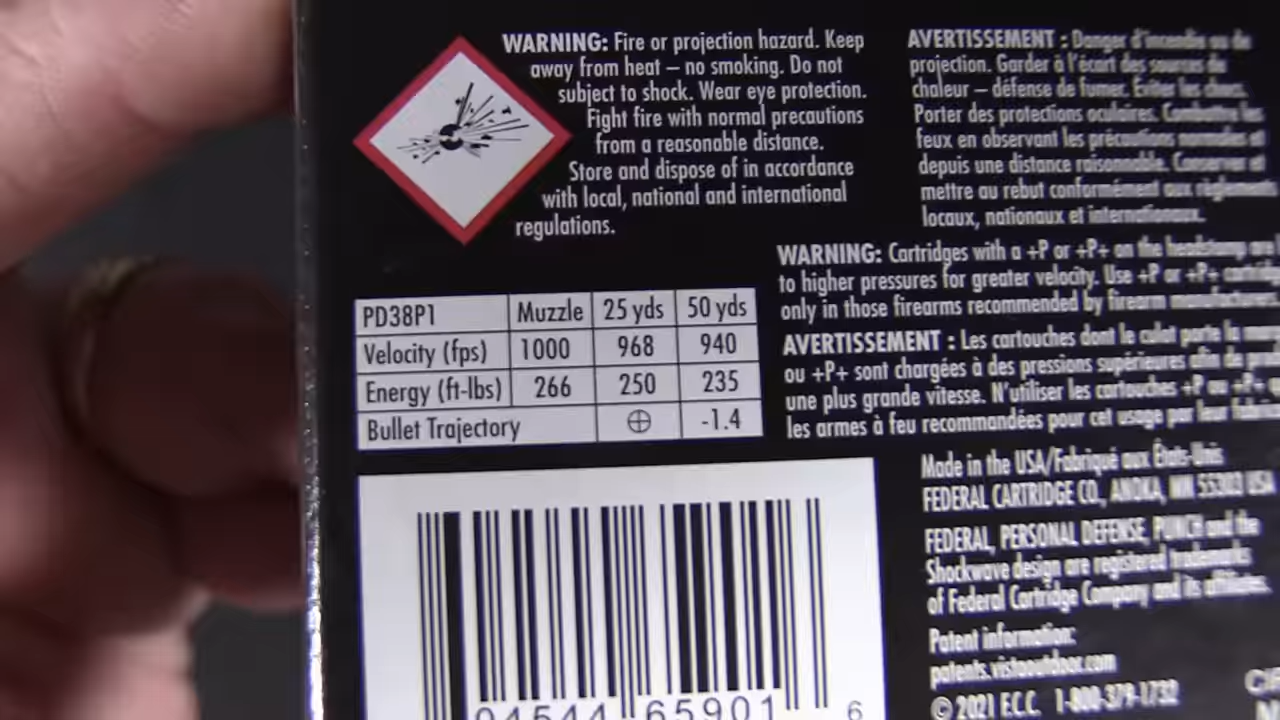 WARNING: Fire or projection hazard. Keep
away from heat – no smoking. Do not
subject to shock. Wear eye protection.
Fight fire with normal precautions
from a reasonable distance.
Store and dispose of in accordance
with local, national and international
regulations.
AVERTISSEMENT : Danger d'incendie ou de
projection. Garder à l'écart des sources de
chaleur – défense de fumer. Éviter les chocs.
Porter des protections oculaires. Combattre les
feux en observant les précautions normales et
depuis une distance raisonnable. Conserver et
mettre au rebut conformément aux règlements
locaux, nationaux et internationaux.
WARNING: Cartridges with a +P or +P+ on the headstamp are
to higher pressures for greater velocity. Use +P or +P+
only in those firearms recommended by firearm
AVERTISSEMENT : Les cartouches dont le culot porte la
ou +P+ sont chargées à des pressions supérieures afin de
une plus grande vitesse. N'utiliser les cartouches +P ou +P+
les armes à feu recommandées pour cet usage par leur
PD38P1 Muzzle 25 yds 50 yds
Velocity (fps) 1000 968 940
Energy (ft-lbs) 266 250 235
Bullet Trajectory ⊕ -1.4
Made in the USA/Fabriqué aux États-Unis
FEDERAL CARTRIDGE CO., ANOKA, MN 55303 USA
FEDERAL, PERSONAL DEFENSE, PUNCH and the
Shockwave design are registered trademarks
of Federal Cartridge Company and its affiliates.
Patent information:
patents.vistaoutdoor.com
© 2021 F.C.C. 1-800-379-1732
04544 65901 6